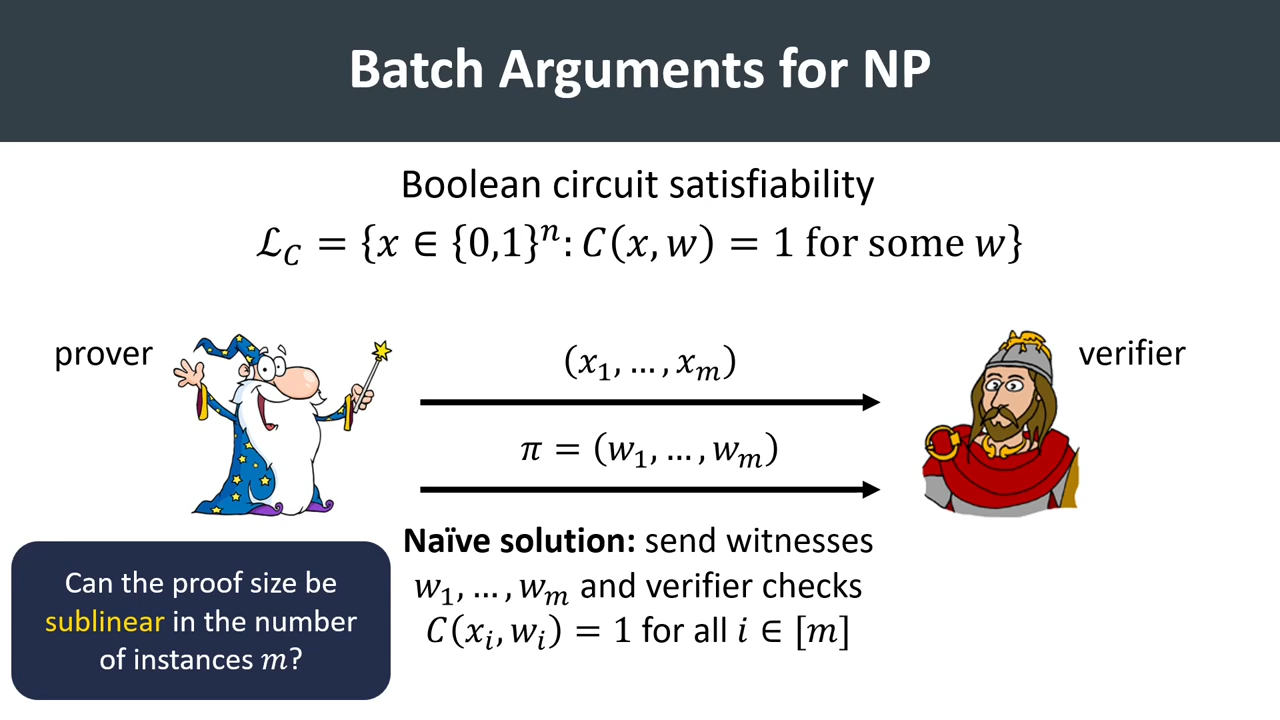 Batch Arguments for NP
Boolean circuit satisfiability
ℒ_C = {x ∈ {0,1}^n : C(x, w) = 1 for some w}
prover
(x_1, … , x_m)
verifier
π = (w_1, … , w_m)
Naïve solution: send witnesses
w_1, … , w_m and verifier checks
C(x_i, w_i) = 1 for all i ∈ [m]
Can the proof size be
sublinear in the number
of instances m?